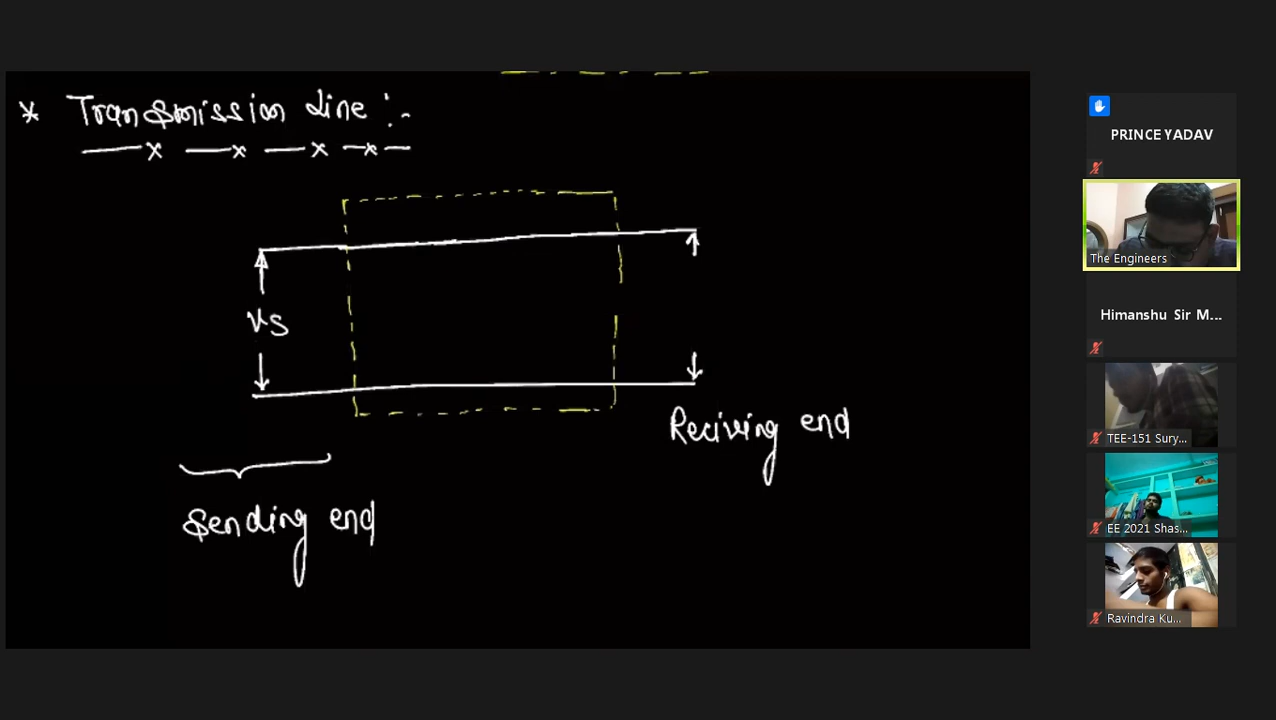 * Transmission Line :-
Vs
Reciving end
Sending end
PRINCE YADAV
The Engineers
Himanshu Sir M...
TEE-151 Sury...
EE 2021 Shas...
Ravindra Ku...